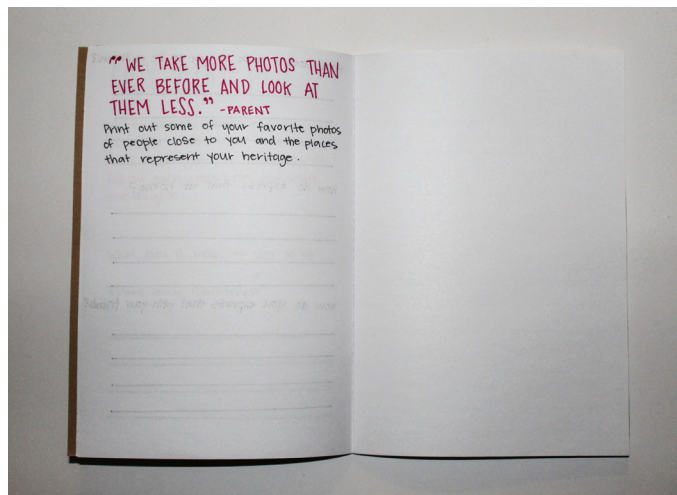 “WE TAKE MORE PHOTOS THAN
EVER BEFORE AND LOOK AT
THEM LESS.” -PARENT
Print out some of your favorite photos
of people close to you and the places
that represent your heritage.